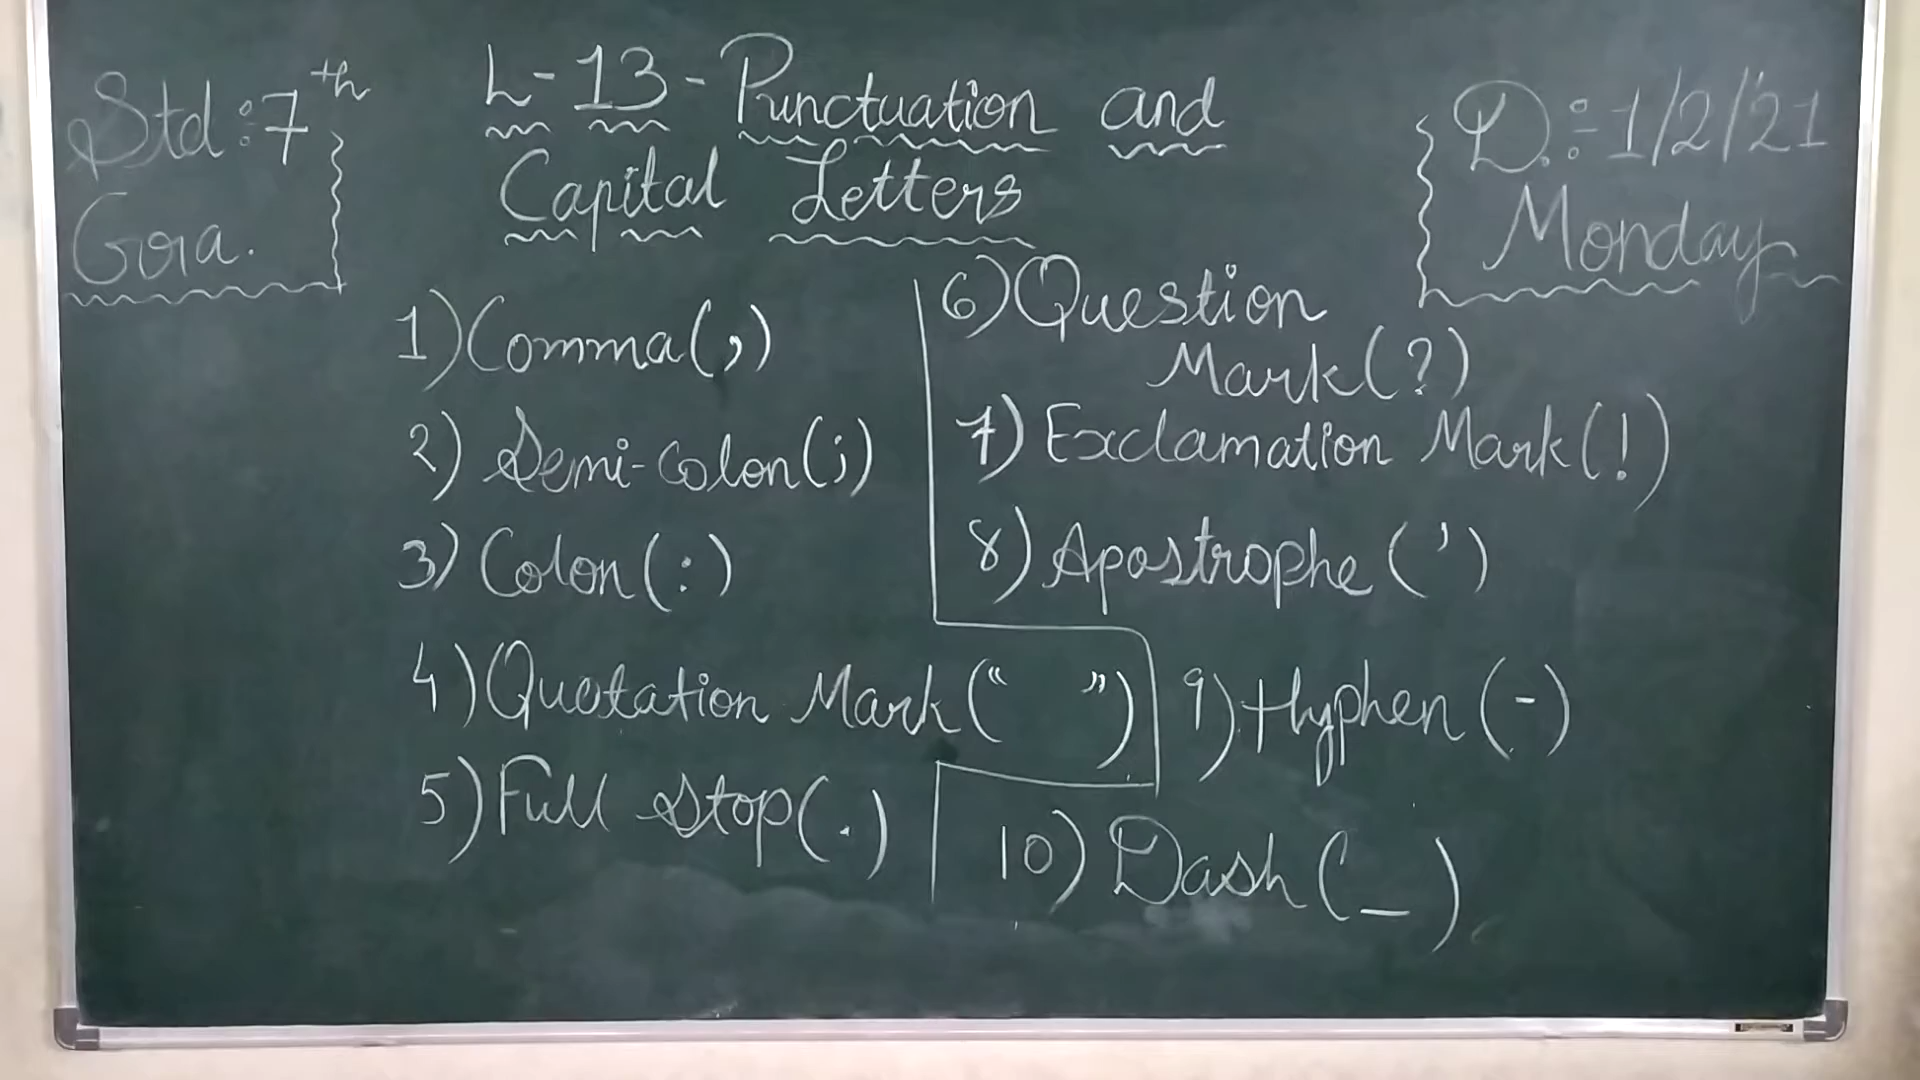 Std:7th
Gra.
L-13-Punctuation and
Capital Letters
D.:-1/2/'21
Monday
1) Comma(,)
2) Semi-Colon(;)
3) Colon(:)
4) Quotation Mark(“ ”)
5) Full Stop(.)
6) Question
Mark(?)
7) Exclamation Mark(!)
8) Apostrophe(’)
9) Hyphen(-)
10) Dash(_)